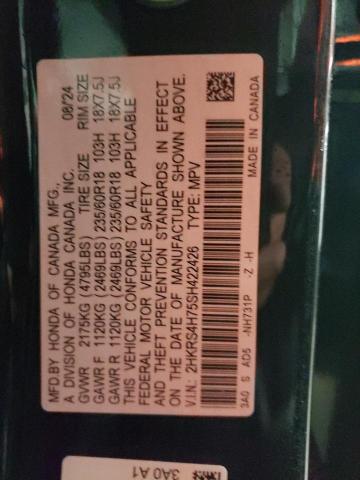 MFD.BY HONDA OF CANADA MFG., 08/24
A DIVISION OF HONDA CANADA INC.
GVWR 2175KG (4795LBS) TIRE SIZE RIM SIZE
GAWR F 1120KG (2469LBS) 235/60R18 103H 18X7.5J
GAWR R 1120KG (2469LBS) 235/60R18 103H 18X7.5J
THIS VEHICLE CONFORMS TO ALL APPLICABLE
FEDERAL MOTOR VEHICLE SAFETY
AND THEFT PREVENTION STANDARDS IN EFFECT
ON THE DATE OF MANUFACTURE SHOWN ABOVE.
V.I.N.: 2HKRS4H75SH422426 TYPE: MPV
3A0 S AD5 -NH731P -Z -H MADE IN CANADA
3A0 A1